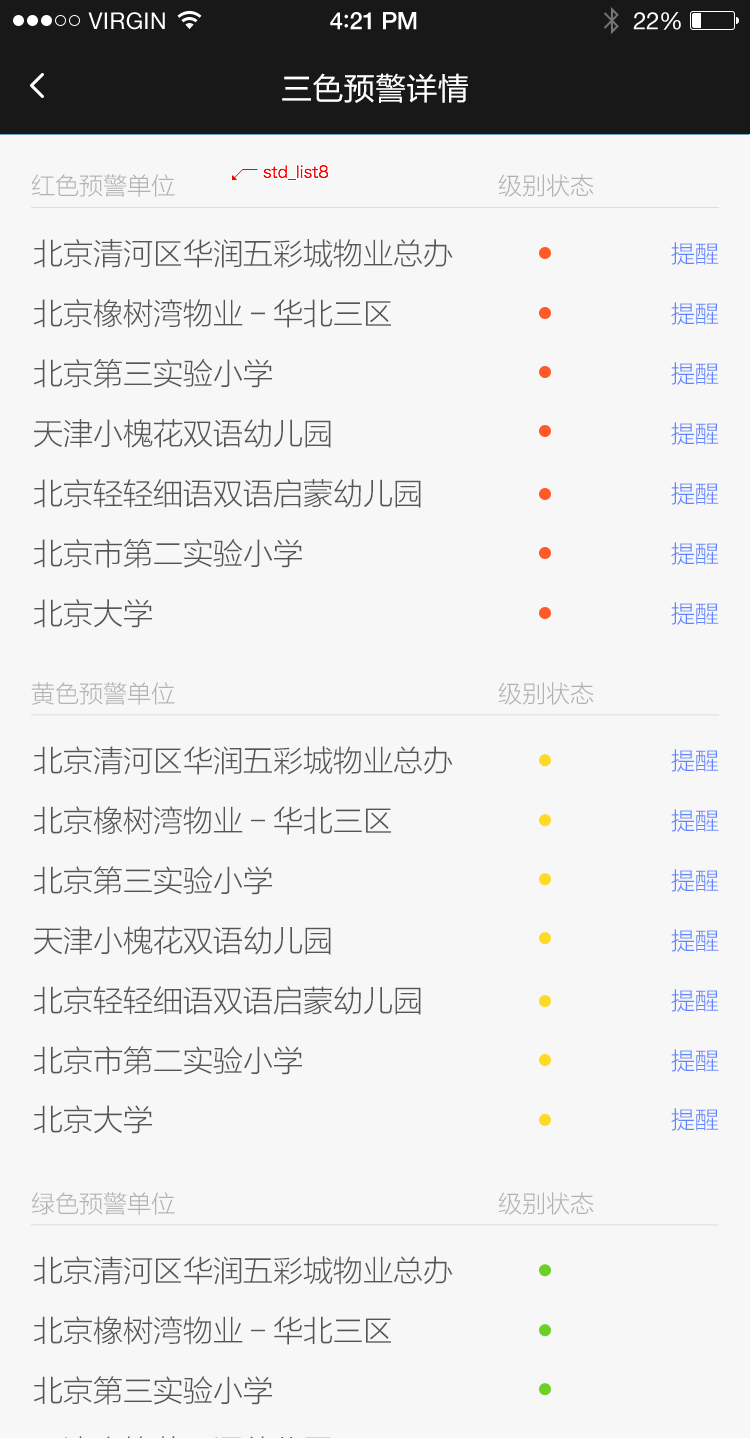 VIRGIN 4:21 PM 22%
三色预警详情
std_list8
红色预警单位 级别状态
北京清河区华润五彩城物业总办 提醒
北京橡树湾物业－华北三区 提醒
北京第三实验小学 提醒
天津小槐花双语幼儿园 提醒
北京轻轻细语双语启蒙幼儿园 提醒
北京市第二实验小学 提醒
北京大学 提醒
黄色预警单位 级别状态
北京清河区华润五彩城物业总办 提醒
北京橡树湾物业－华北三区 提醒
北京第三实验小学 提醒
天津小槐花双语幼儿园 提醒
北京轻轻细语双语启蒙幼儿园 提醒
北京市第二实验小学 提醒
北京大学 提醒
绿色预警单位 级别状态
北京清河区华润五彩城物业总办
北京橡树湾物业－华北三区
北京第三实验小学